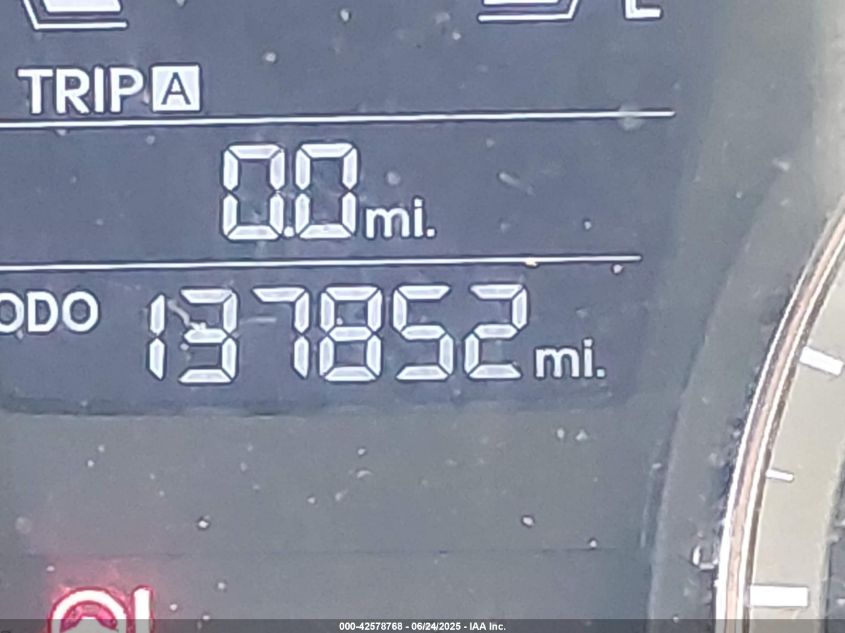 TRIP A
0.0 mi.
ODO 137852 mi.
000-42578768 - 06/24/2025 - IAA Inc.